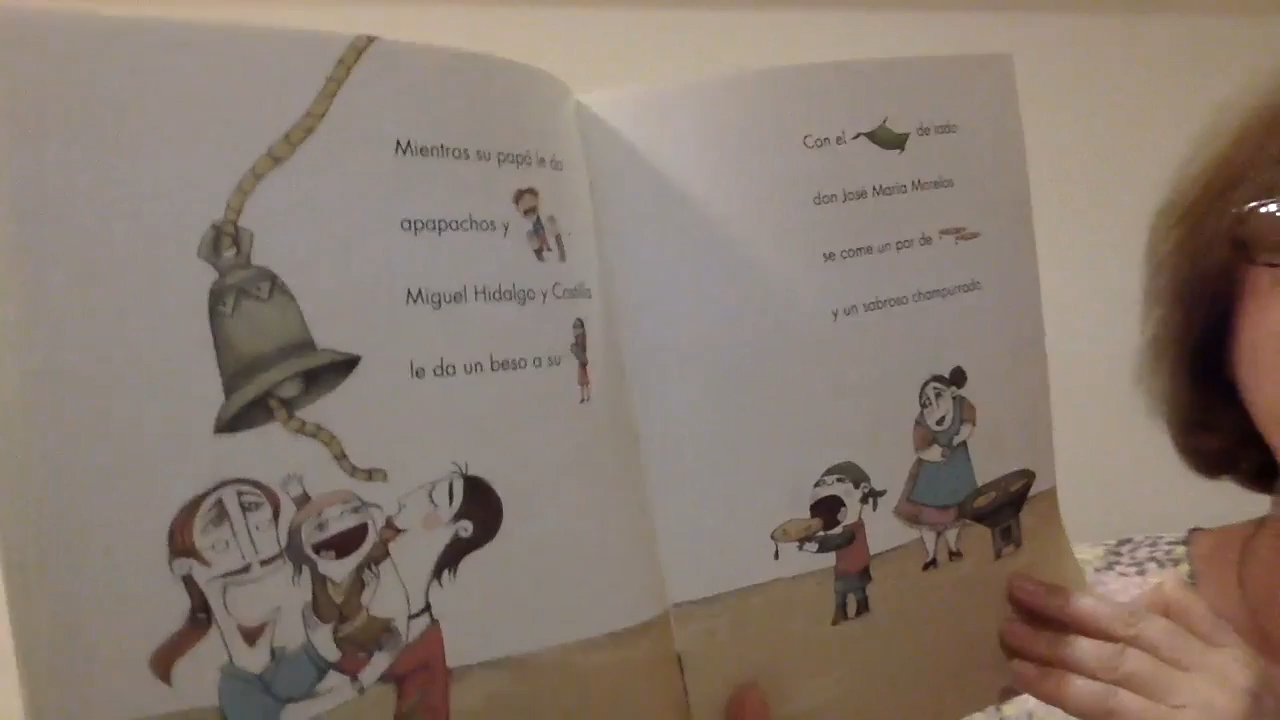 Mientras su papá le da
apapachos y
Miguel Hidalgo y Costilla
le da un beso a su
Con el de lado
don José María Morelos
se come un par de
y un sabroso champurrado